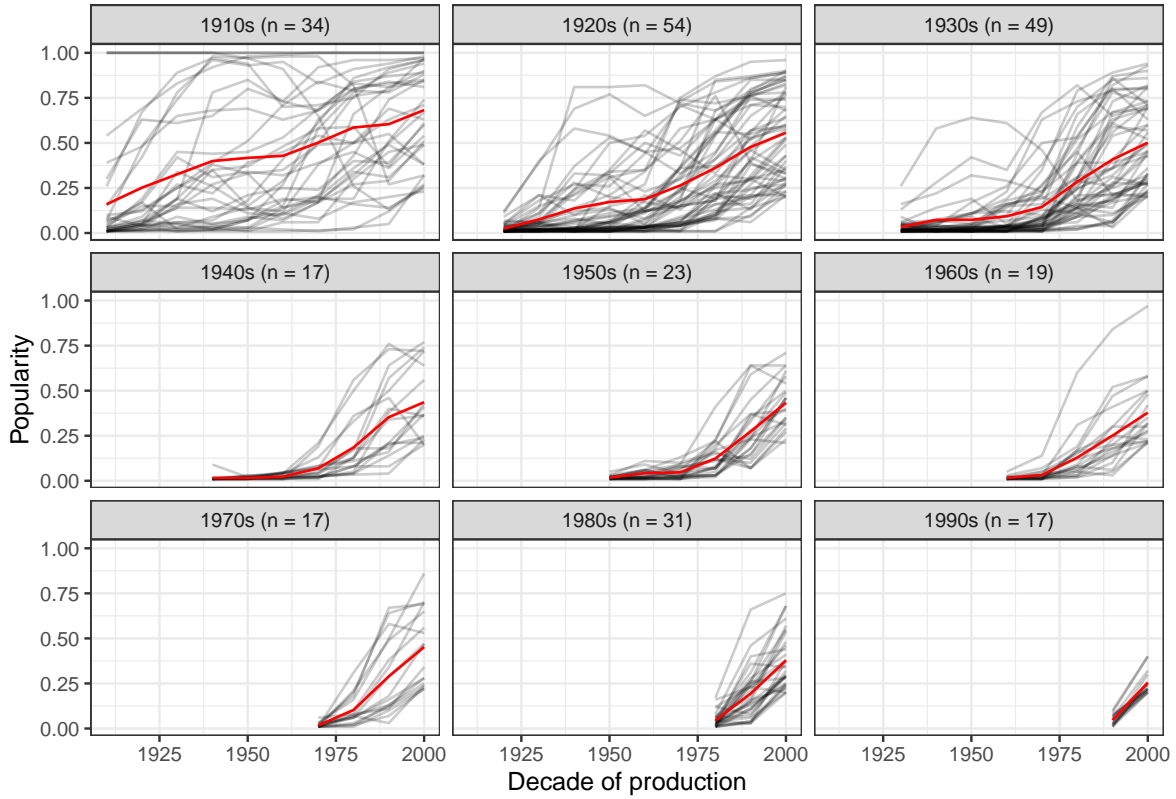 1910s (n = 34)
1920s (n = 54)
1930s (n = 49)
1.00
0.75
0.50
0.25
0.00
1940s (n = 17)
1950s (n = 23)
1960s (n = 19)
1.00
0.75
0.50
0.25
0.00
Popularity
1970s (n = 17)
1980s (n = 31)
1990s (n = 17)
1.00
0.75
0.50
0.25
0.00
1925 1950 1975 2000
1925 1950 1975 2000
1925 1950 1975 2000
Decade of production